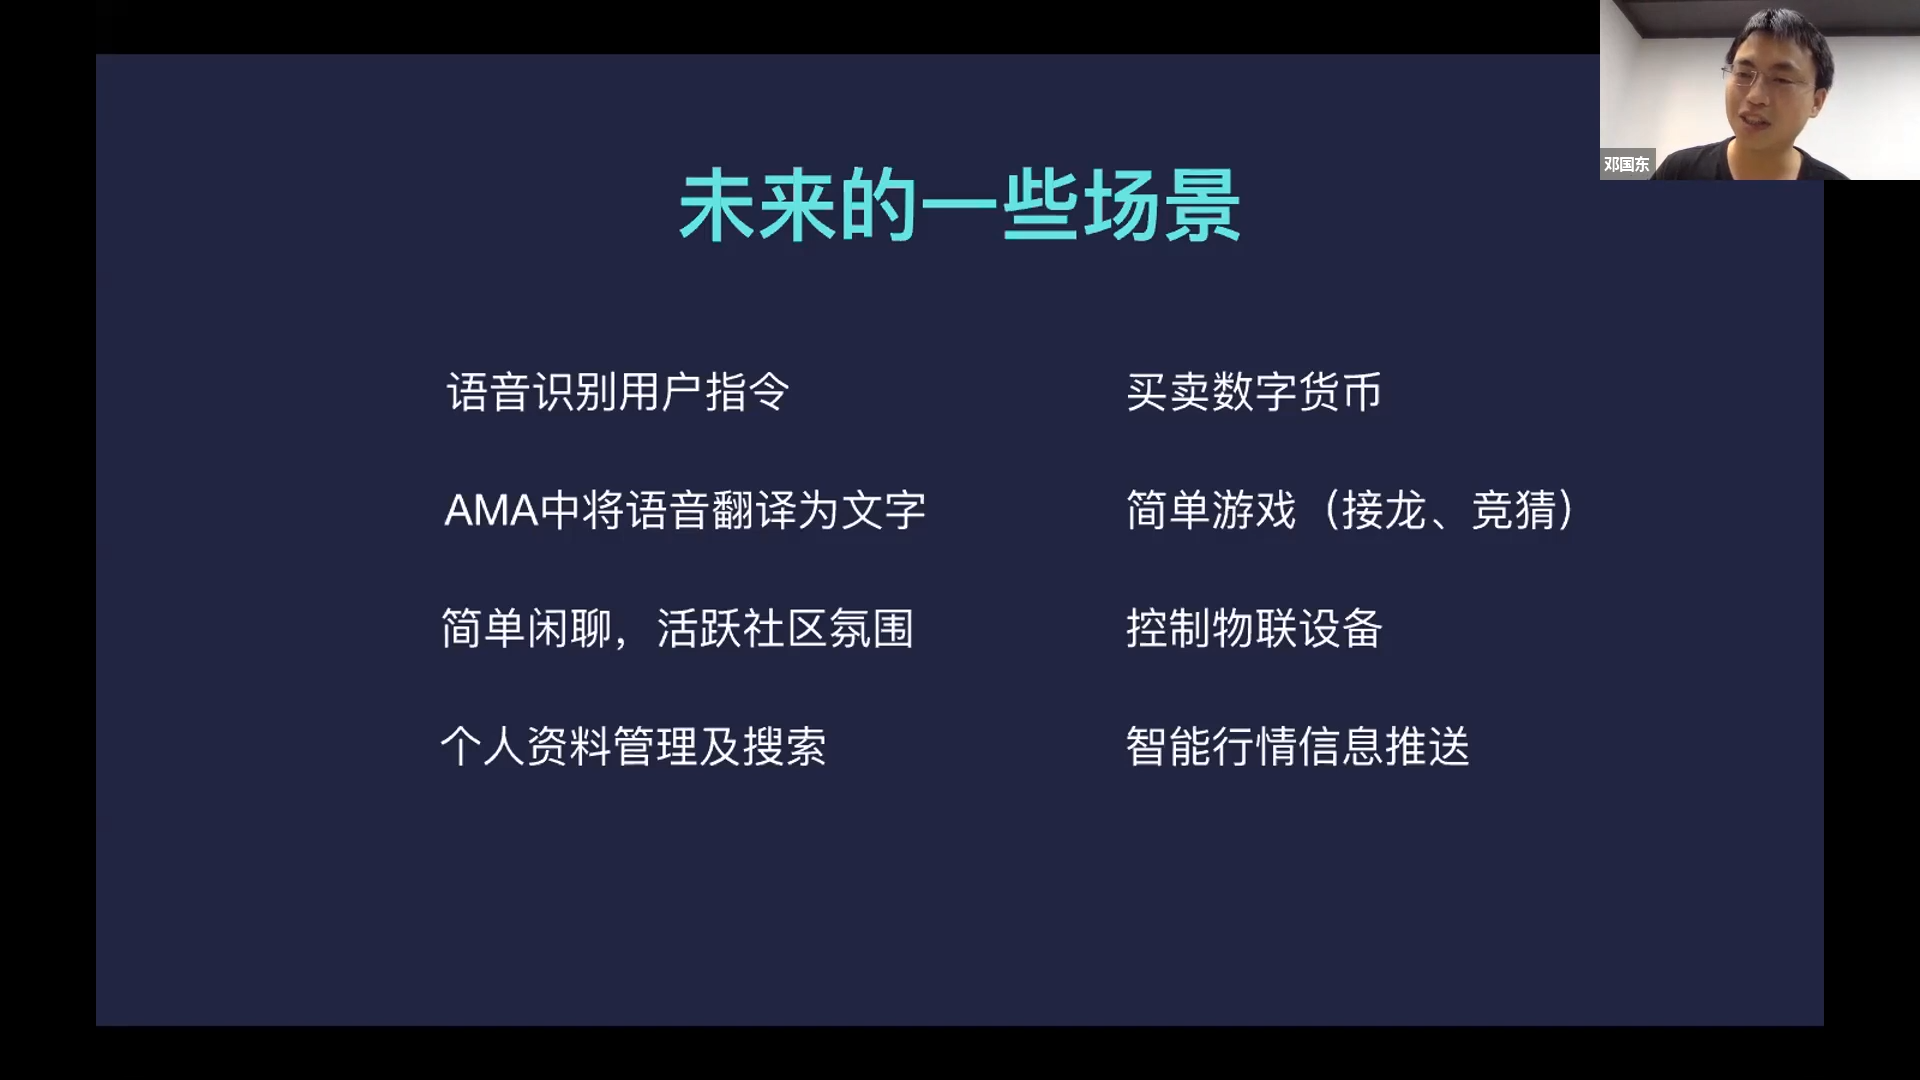 邓国东
未来的一些场景
语音识别用户指令
AMA中将语音翻译为文字
简单闲聊，活跃社区氛围
个人资料管理及搜索
买卖数字货币
简单游戏（接龙、竞猜）
控制物联设备
智能行情信息推送